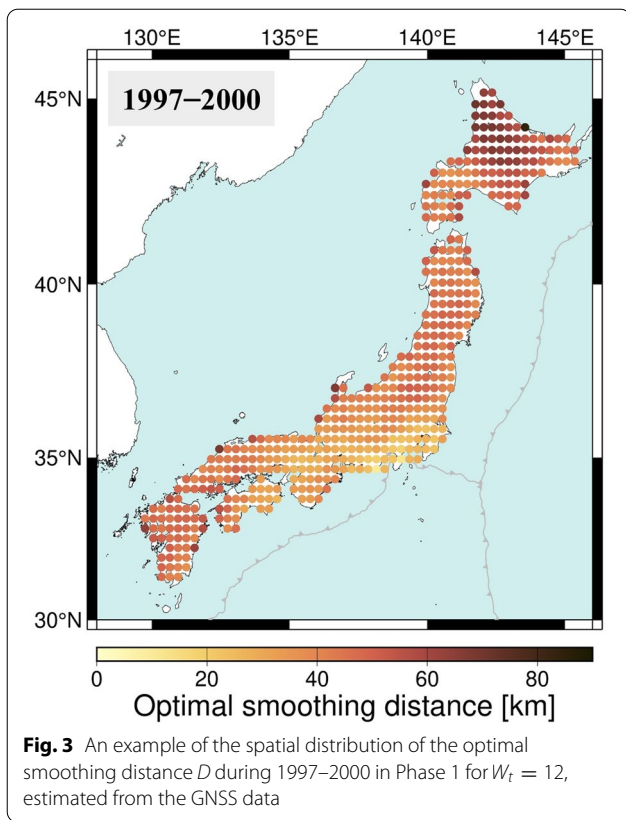 130°E 135°E 140°E 145°E
1997–2000
45°N
40°N
35°N
30°N
0 20 40 60 80
Optimal smoothing distance [km]
Fig. 3 An example of the spatial distribution of the optimal
smoothing distance D during 1997–2000 in Phase 1 for W_t = 12,
estimated from the GNSS data